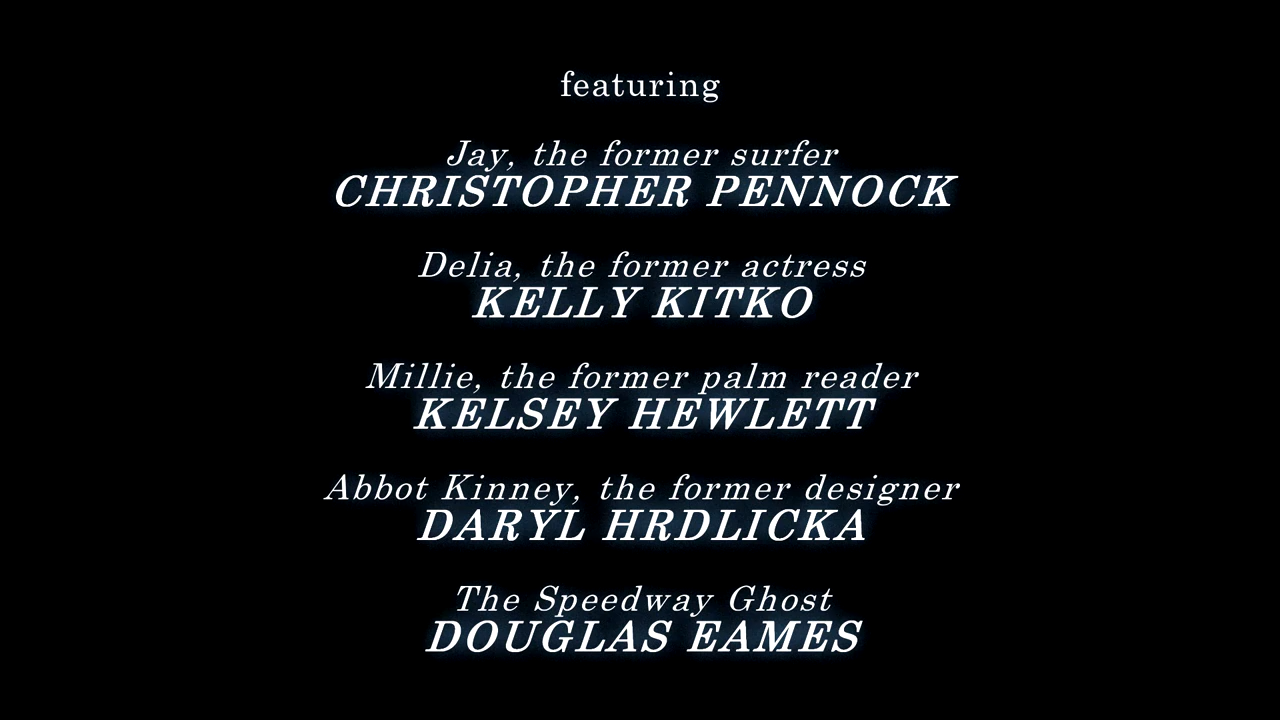 featuring
Jay, the former surfer
CHRISTOPHER PENNOCK
Delia, the former actress
KELLY KITKO
Millie, the former palm reader
KELSEY HEWLETT
Abbot Kinney, the former designer
DARYL HRDLICKA
The Speedway Ghost
DOUGLAS EAMES